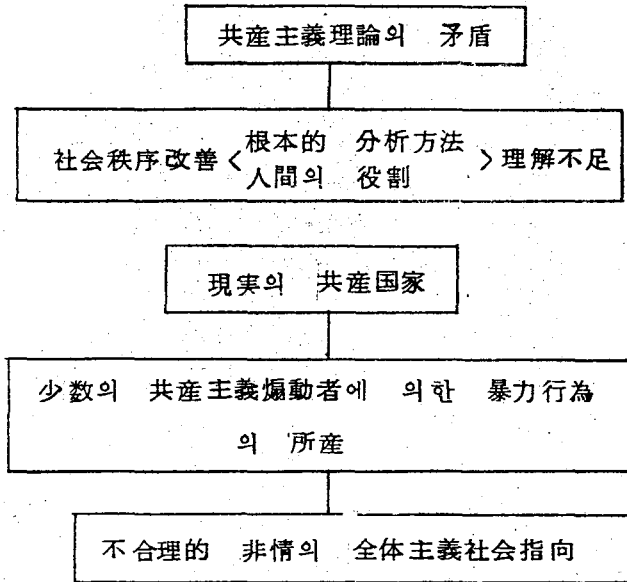 共産主義理論의 矛盾
社会秩序改善< 根本的 分析方法
人間의 役割 >理解不足
現実의 共産国家
少数의 共産主義煽動者에 의한 暴力行為
의 所産
不合理的 非情의 全体主義社会指向